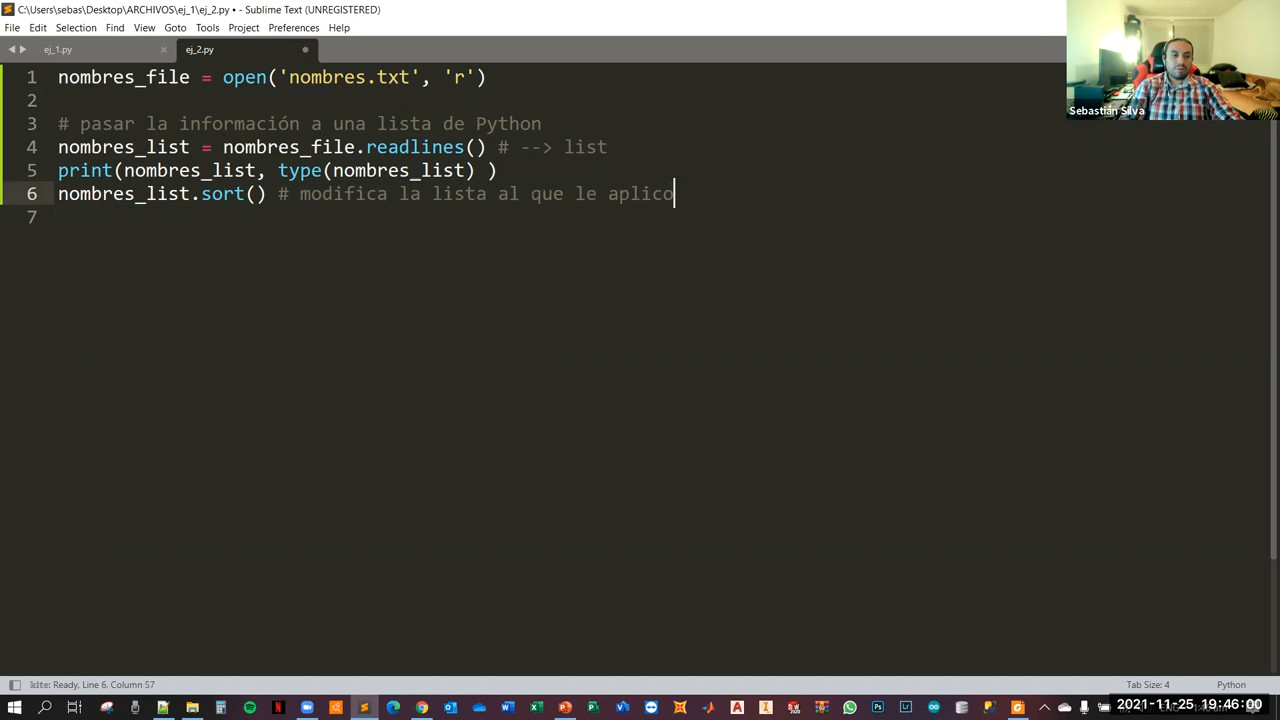 C:\Users\sebas\Desktop\ARCHIVOS\ej_1\ej_2.py • - Sublime Text (UNREGISTERED)
File Edit Selection Find View Goto Tools Project Preferences Help
ej_1.py × ej_2.py
1 nombres_file = open('nombres.txt', 'r')
2
3 # pasar la información a una lista de Python
4 nombres_list = nombres_file.readlines() # --> list
5 print(nombres_list, type(nombres_list) )
6 nombres_list.sort() # modifica la lista al que le aplico
7
Sebastián Silva
Ready, Line 6, Column 57
Tab Size: 4
Python
2021-11-25 19:46:00